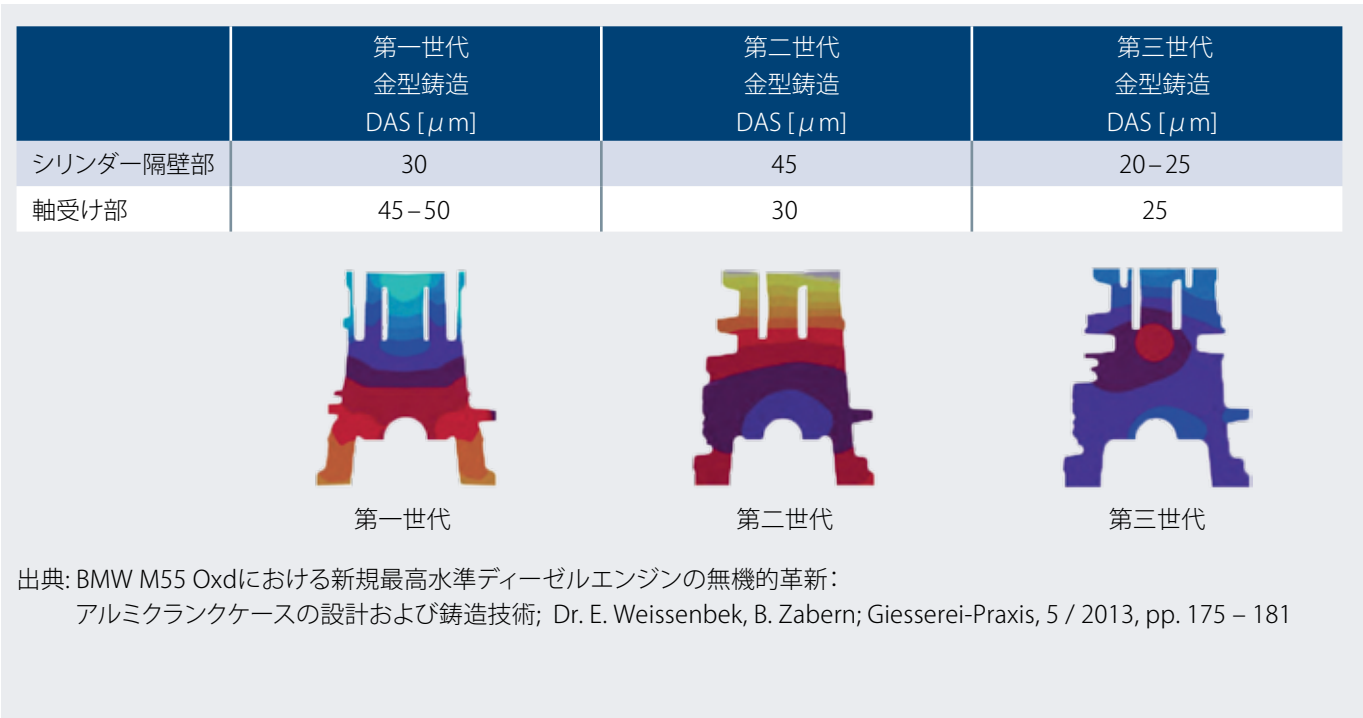 第一世代 第二世代 第三世代
金型鋳造 金型鋳造 金型鋳造
DAS [μm] DAS [μm] DAS [μm]
シリンダー隔壁部 30 45 20–25
軸受け部 45–50 30 25
第一世代 第二世代 第三世代
出典: BMW M55 Oxdにおける新規最高水準ディーゼルエンジンの無機的革新：
アルミクランクケースの設計および鋳造技術; Dr. E. Weissenbek, B. Zabern; Giesserei-Praxis, 5 / 2013, pp. 175 – 181